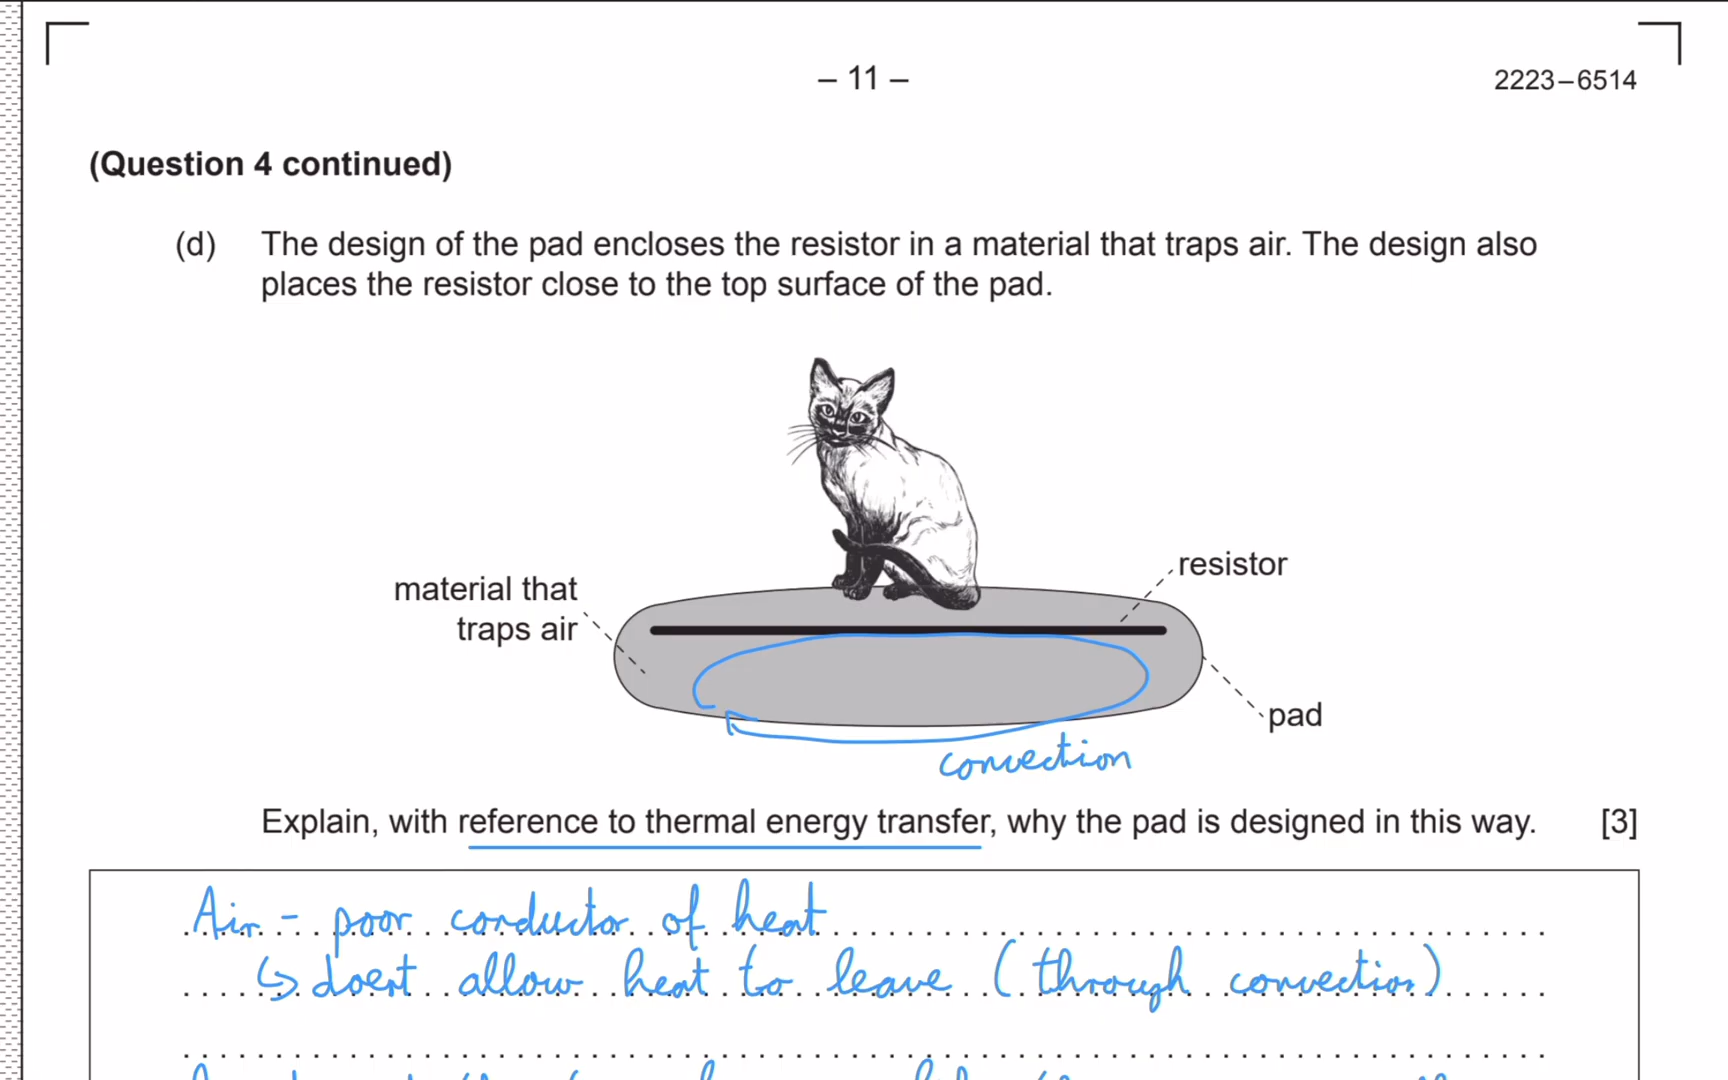 – 11 –
2223–6514
(Question 4 continued)
(d) The design of the pad encloses the resistor in a material that traps air. The design also
places the resistor close to the top surface of the pad.
resistor
material that
traps air
pad
convection
Explain, with reference to thermal energy transfer, why the pad is designed in this way. [3]
Air - poor conductor of heat
↳ doesnt allow heat to leave (through convection)